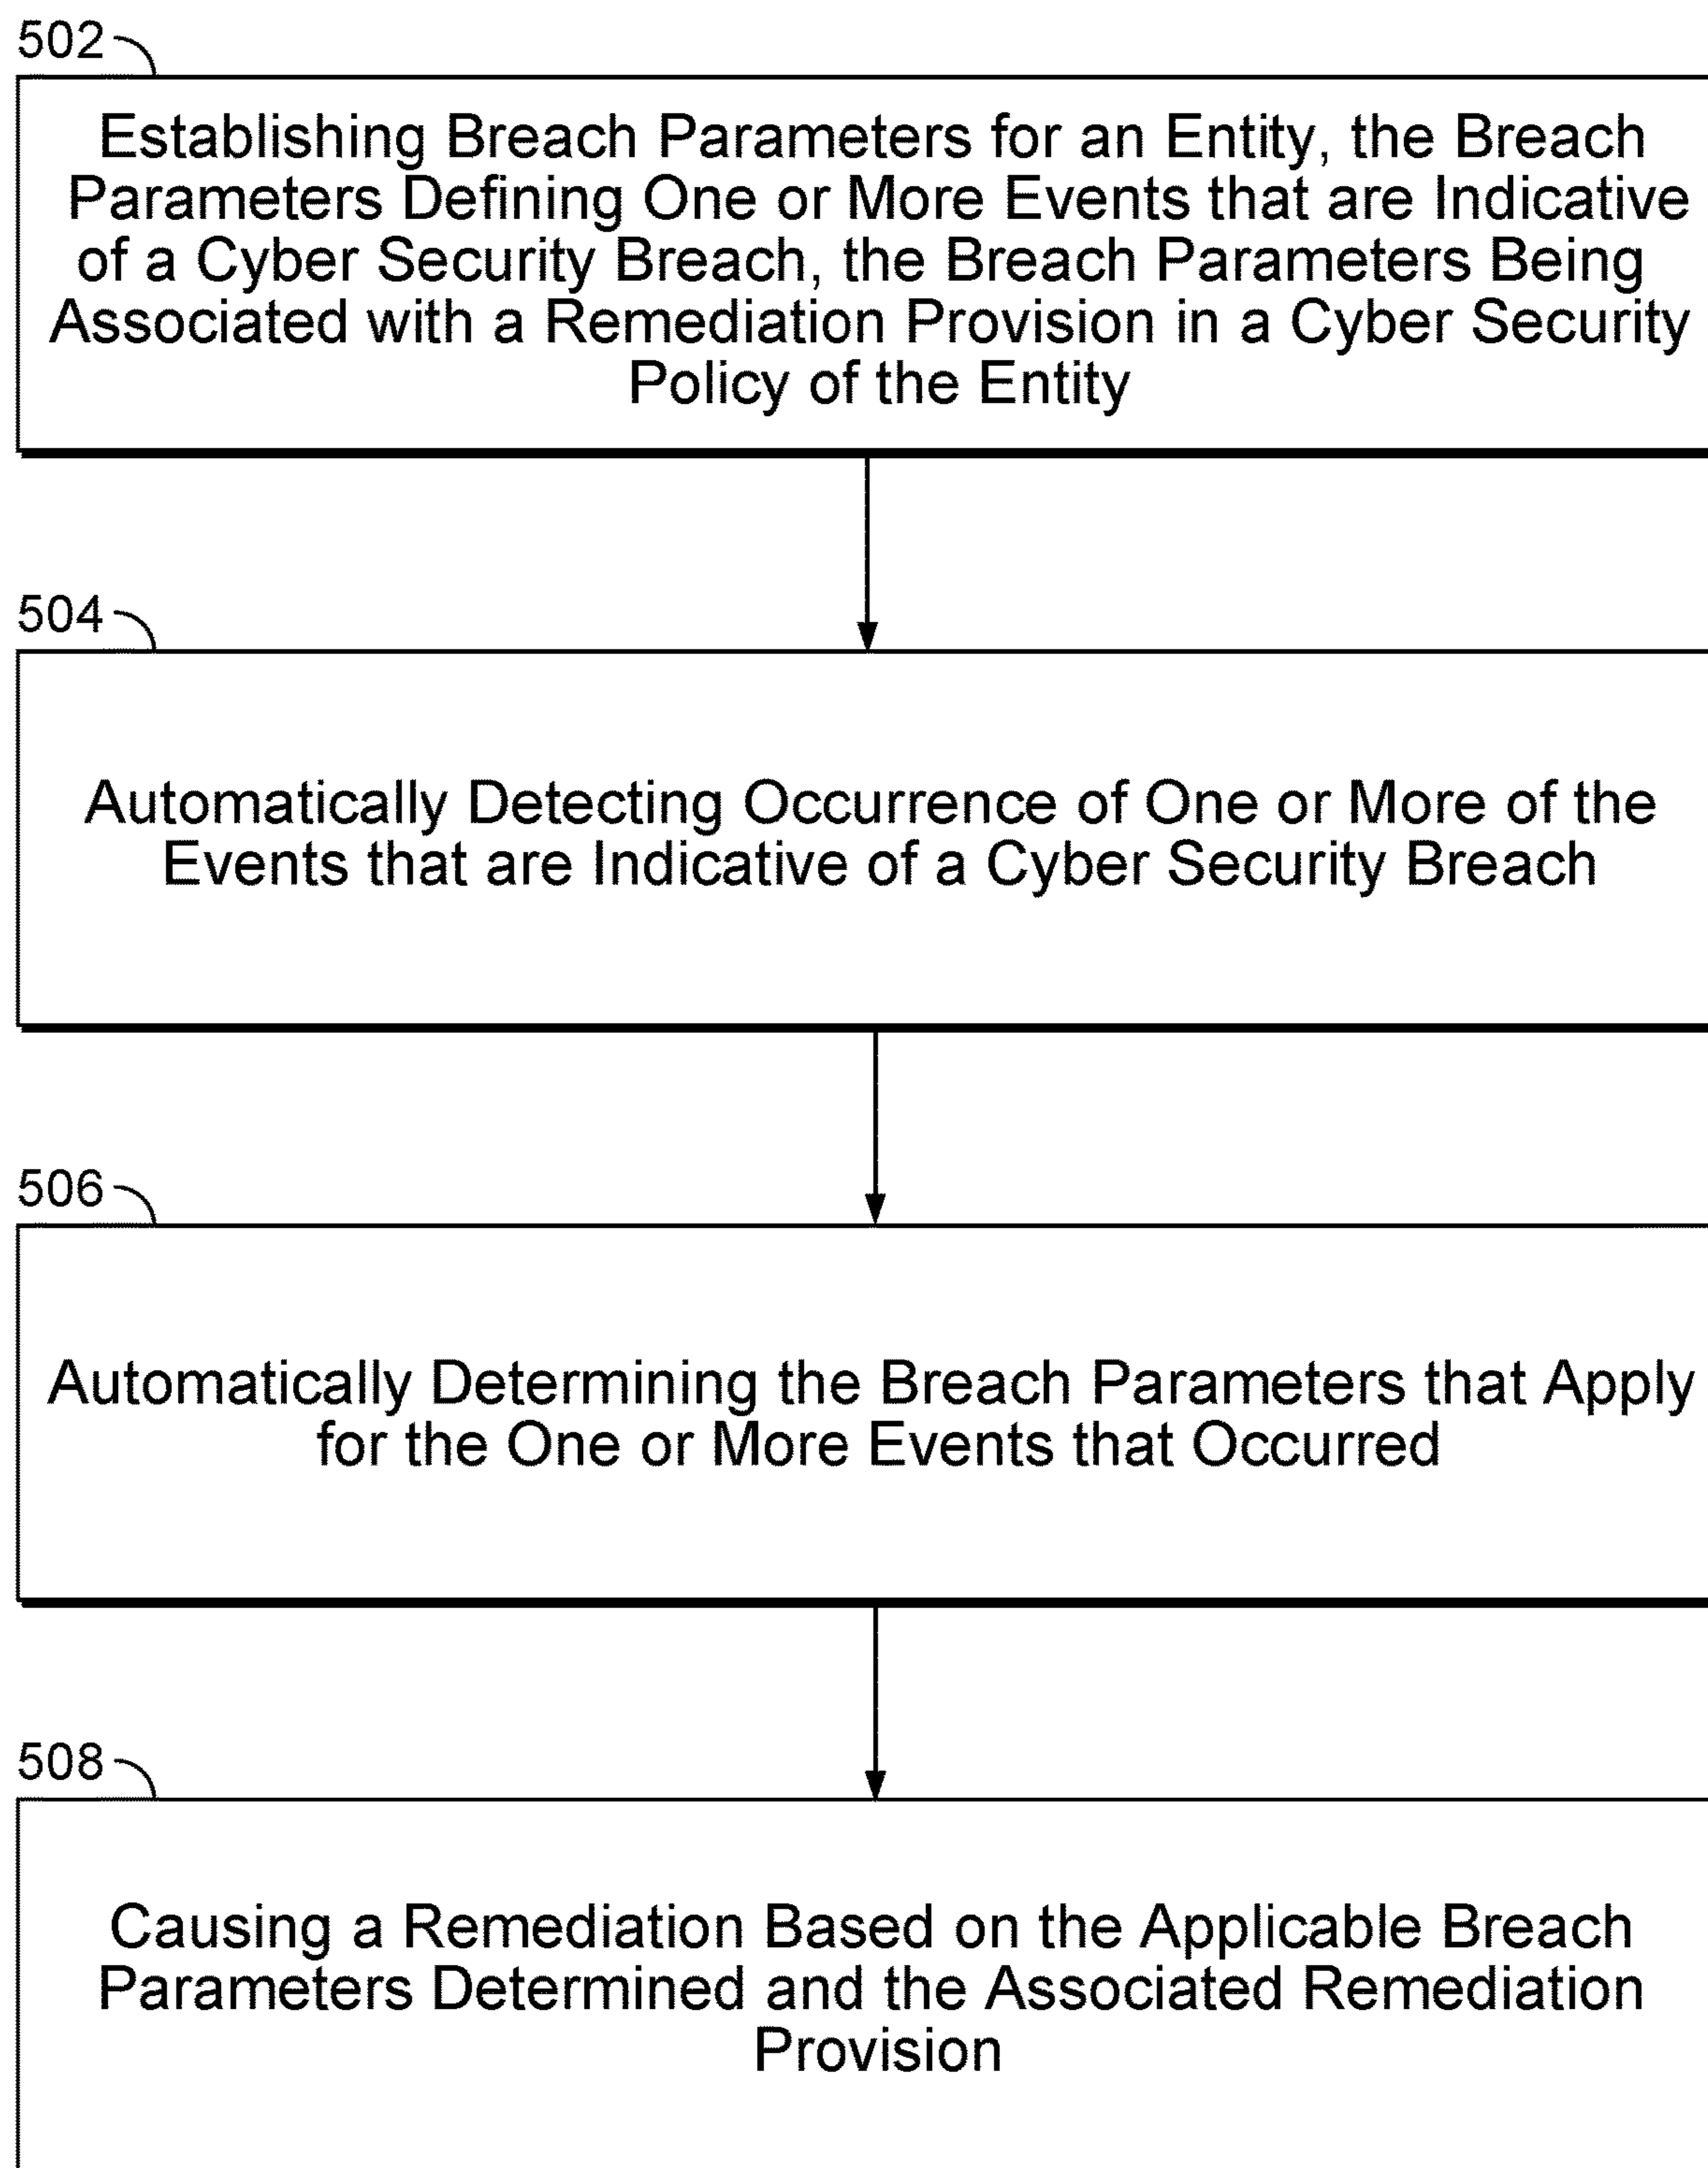 502
Establishing Breach Parameters for an Entity, the Breach
Parameters Defining One or More Events that are Indicative
of a Cyber Security Breach, the Breach Parameters Being
Associated with a Remediation Provision in a Cyber Security
Policy of the Entity
504
Automatically Detecting Occurrence of One or More of the
Events that are Indicative of a Cyber Security Breach
506
Automatically Determining the Breach Parameters that Apply
for the One or More Events that Occurred
508
Causing a Remediation Based on the Applicable Breach
Parameters Determined and the Associated Remediation
Provision